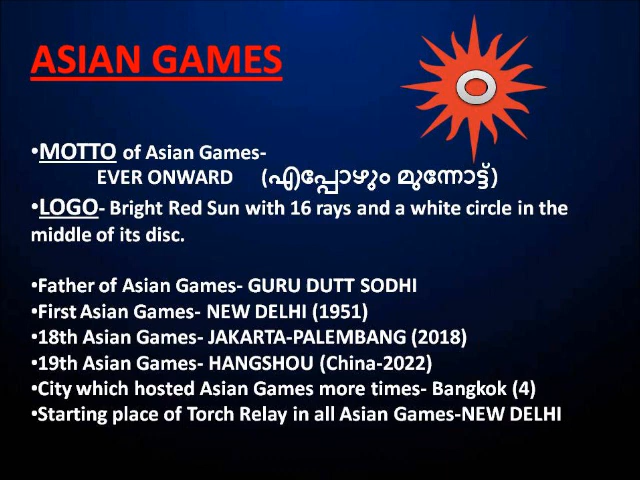 ASIAN GAMES
•MOTTO of Asian Games-
EVER ONWARD (എപ്പോഴും മുന്നോട്ട്)
•LOGO- Bright Red Sun with 16 rays and a white circle in the
middle of its disc.
•Father of Asian Games- GURU DUTT SODHI
•First Asian Games- NEW DELHI (1951)
•18th Asian Games- JAKARTA-PALEMBANG (2018)
•19th Asian Games- HANGSHOU (China-2022)
•City which hosted Asian Games more times- Bangkok (4)
•Starting place of Torch Relay in all Asian Games-NEW DELHI